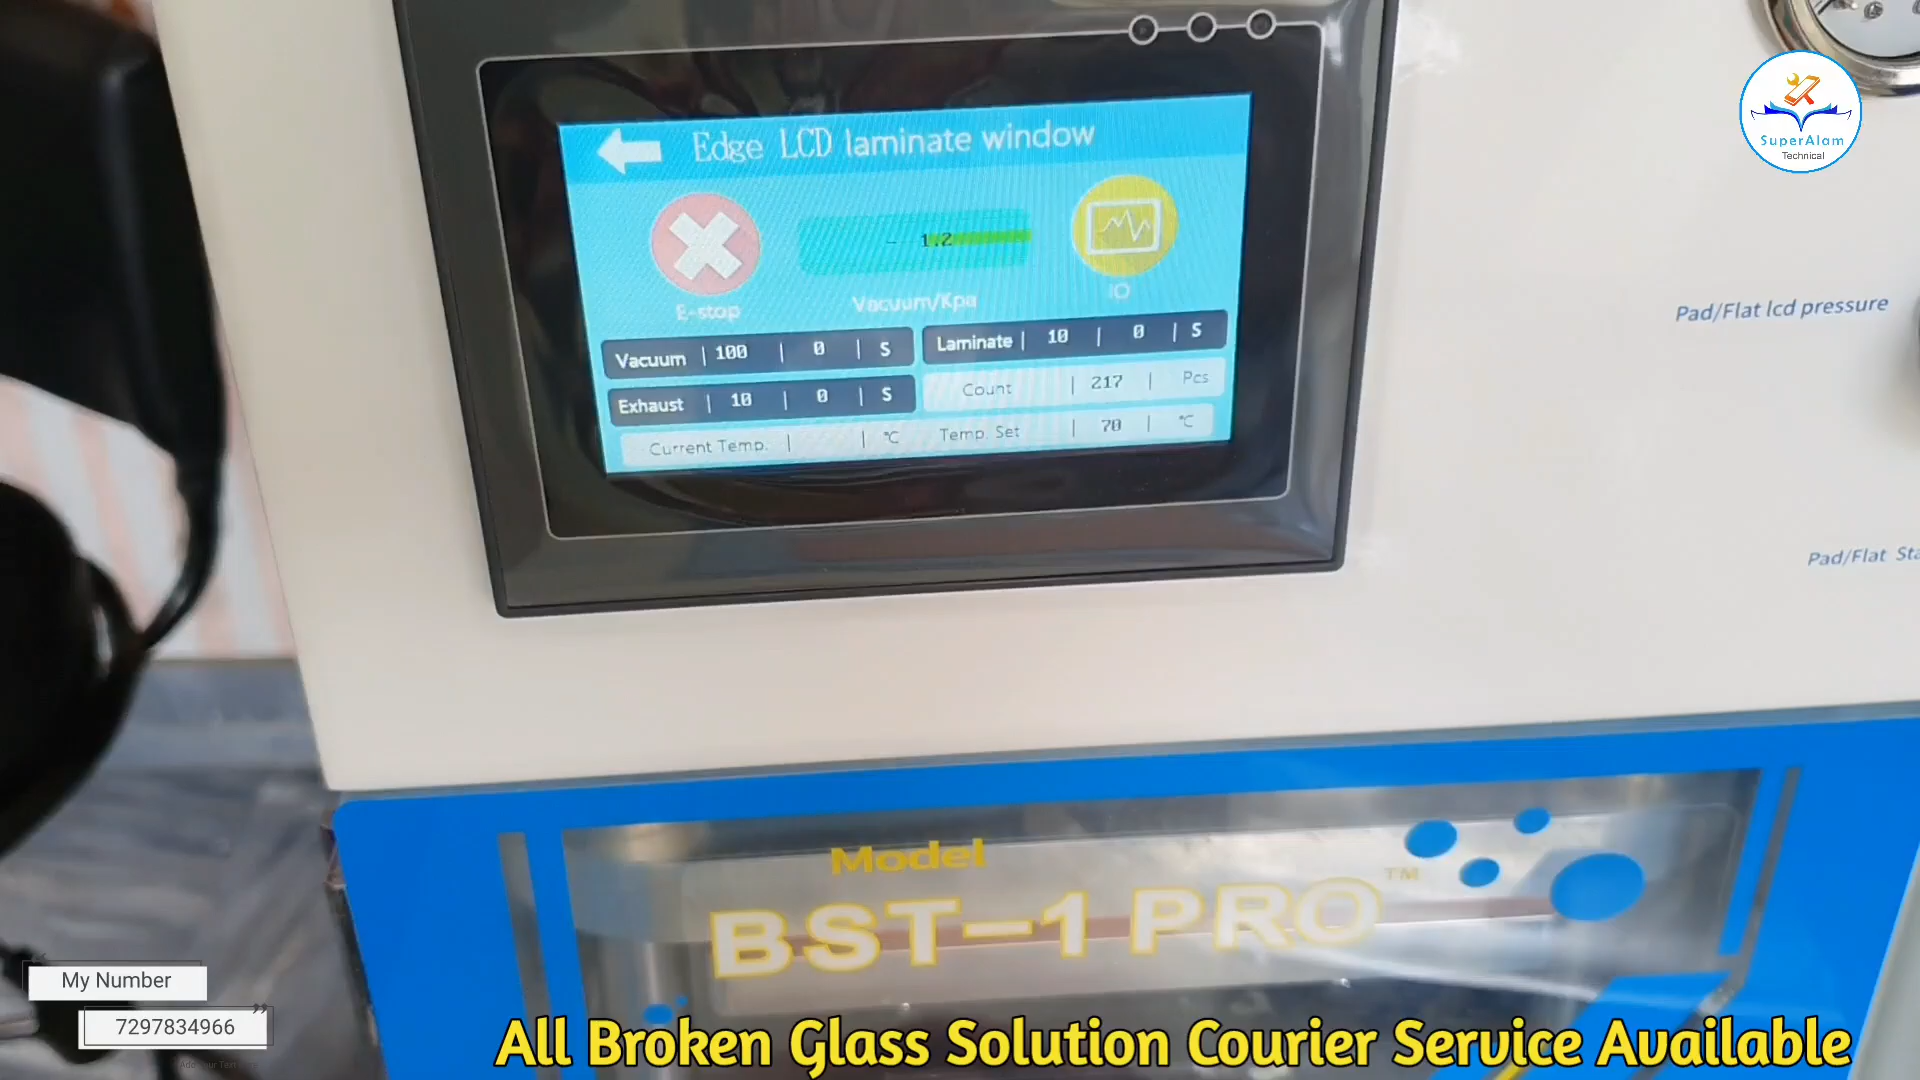 Edge LCD laminate window
- 1.2
E-stop
Vacuum/Kpa
IO
Vacuum | 100 | 0 | S
Laminate | 10 | 0 | S
Exhaust | 10 | 0 | S
Count | 217 | Pcs
Current Temp. | | ℃
Temp. Set | 70 | ℃
SuperAlam
Technical
Pad/Flat lcd pressure
Pad/Flat
Model
BST-1 PRO™
My Number
7297834966
All Broken Glass Solution Courier Service Available